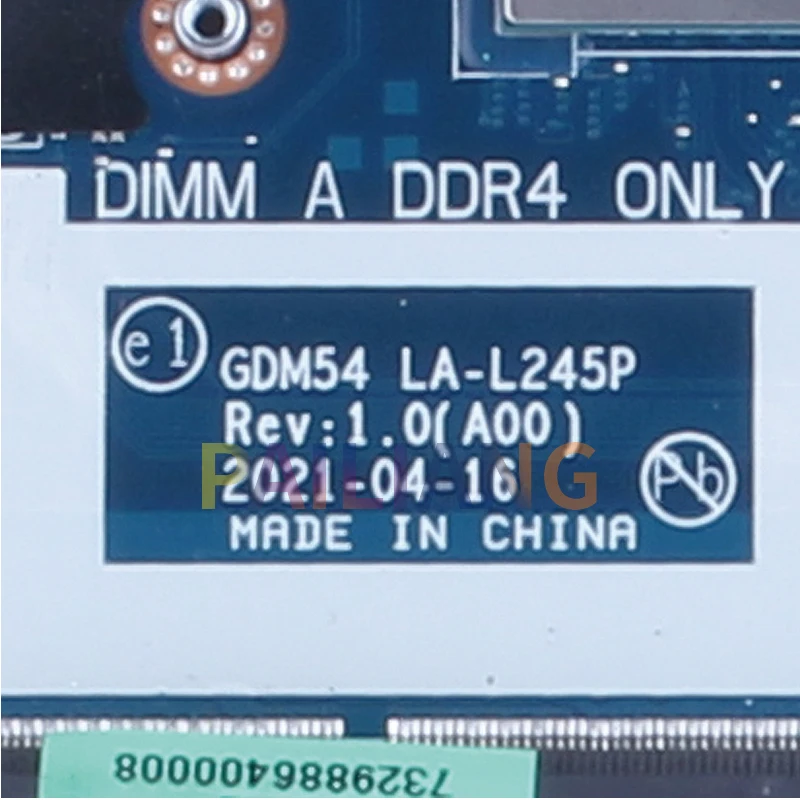 DIMM A DDR4 ONLY
e1
GDM54 LA-L245P
Rev:1.0(A00)
2021-04-16
PAILIANG
MADE IN CHINA
Pb
7329886400008